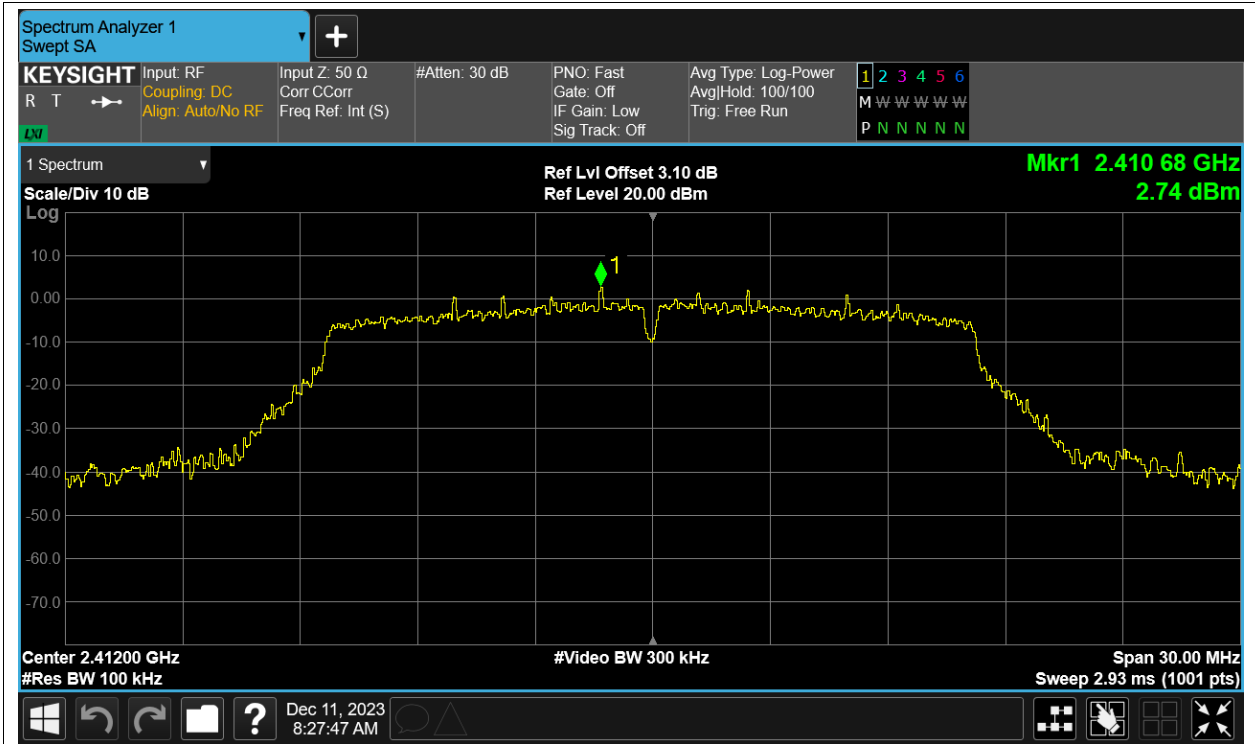 Spectrum Analyzer 1
Swept SA
KEYSIGHT
R T
LXI
Input: RF
Coupling: DC
Align: Auto/No RF
Input Z: 50 Ω
Corr CCorr
Freq Ref: Int (S)
#Atten: 30 dB
PNO: Fast
Gate: Off
IF Gain: Low
Sig Track: Off
Avg Type: Log-Power
Avg|Hold: 100/100
Trig: Free Run
1 2 3 4 5 6
M W W W W W
P N N N N N
1 Spectrum
Scale/Div 10 dB
Log
Ref Lvl Offset 3.10 dB
Ref Level 20.00 dBm
Mkr1 2.410 68 GHz
2.74 dBm
10.0
0.00
-10.0
-20.0
-30.0
-40.0
-50.0
-60.0
-70.0
1
Center 2.41200 GHz
#Res BW 100 kHz
#Video BW 300 kHz
Span 30.00 MHz
Sweep 2.93 ms (1001 pts)
?
Dec 11, 2023
8:27:47 AM